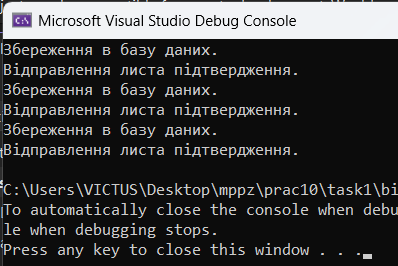 Microsoft Visual Studio Debug Console
Збереження в базу даних.
Відправлення листа підтвердження.
Збереження в базу даних.
Відправлення листа підтвердження.
Збереження в базу даних.
Відправлення листа підтвердження.
C:\Users\VICTUS\Desktop\mppz\prac10\task1\bi
To automatically close the console when debu
le when debugging stops.
Press any key to close this window . . .